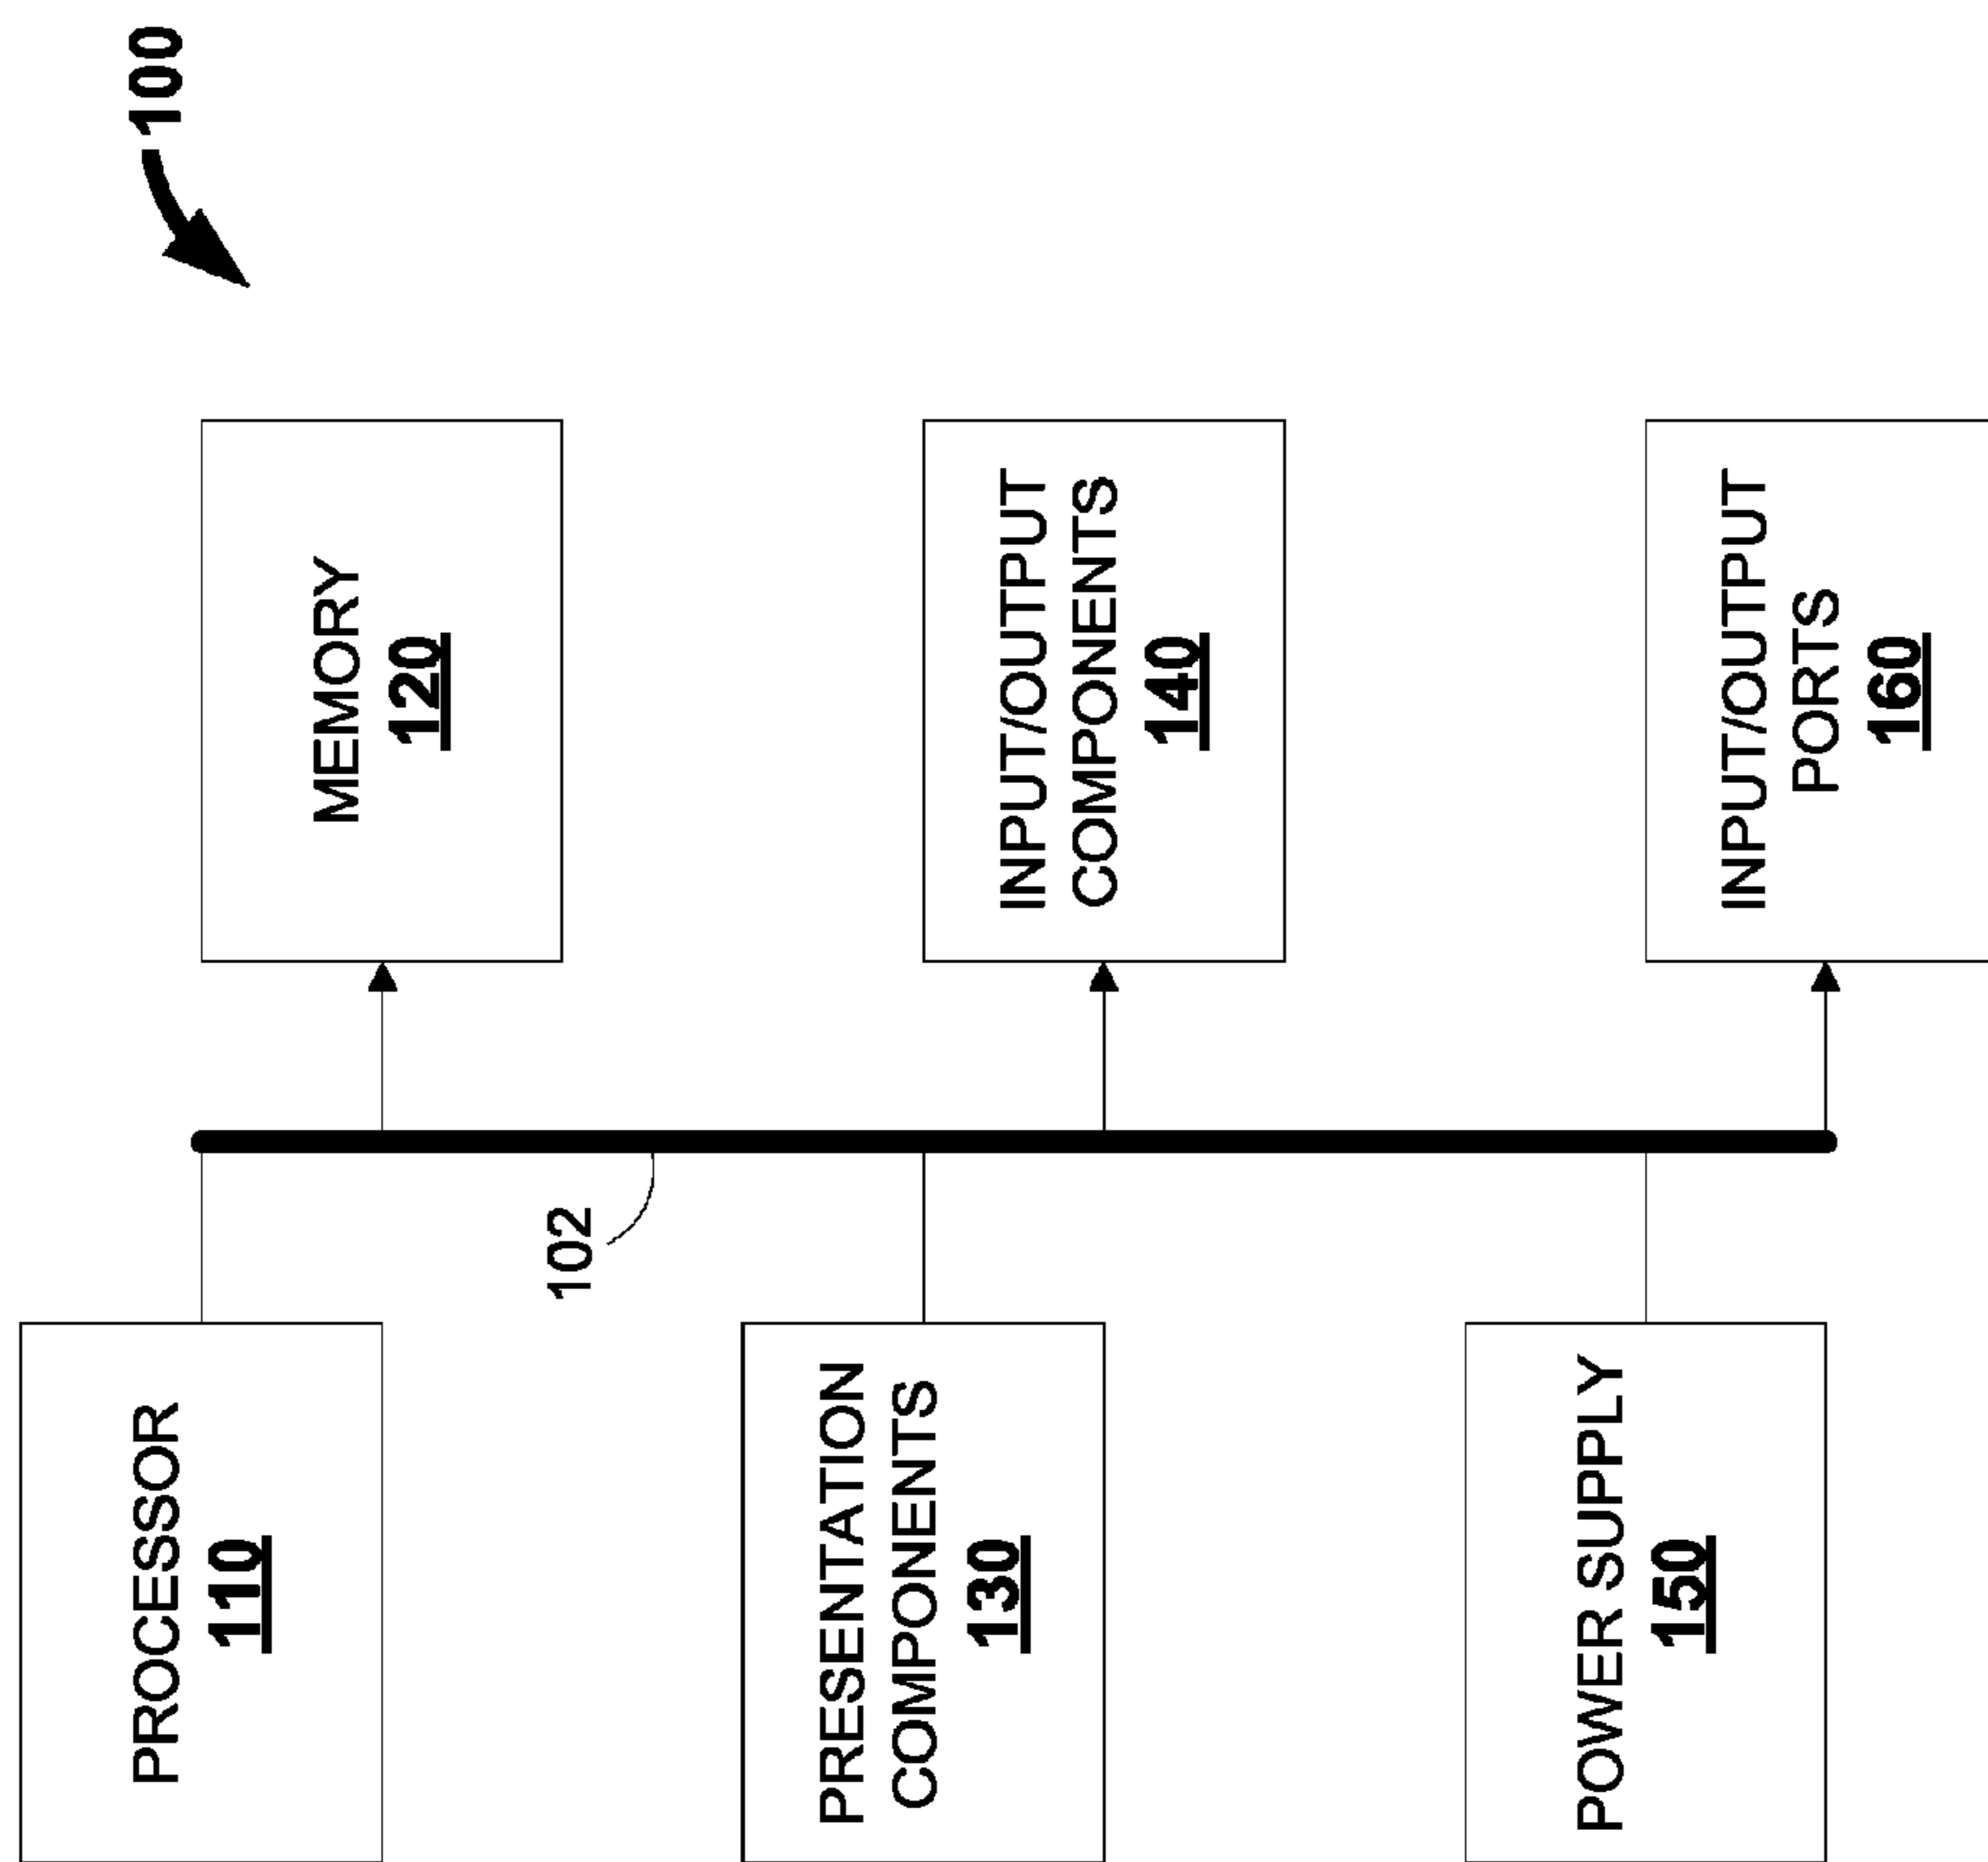 100
PROCESSOR
110
MEMORY
120
102
PRESENTATION
COMPONENTS
130
INPUT/OUTPUT
COMPONENTS
140
POWER SUPPLY
150
INPUT/OUTPUT
PORTS
160